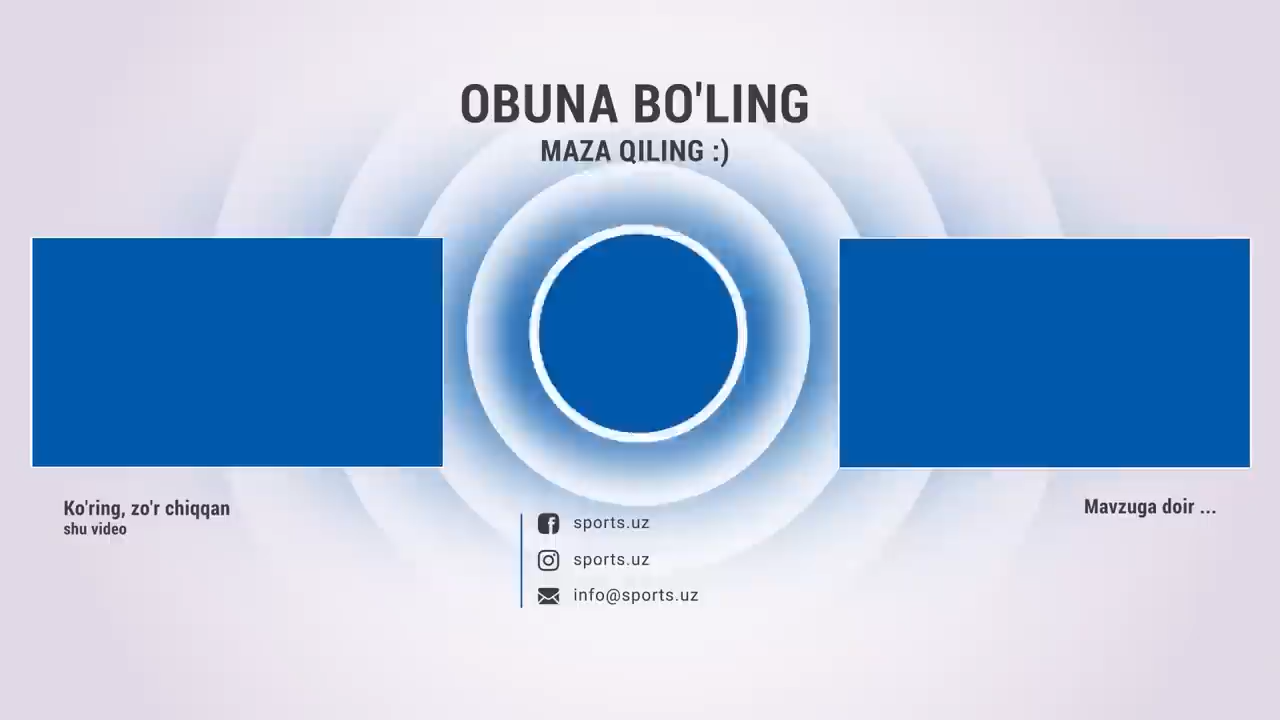 OBUNA BO'LING
MAZA QILING :)
Ko'ring, zo'r chiqqan
shu video
Mavzuga doir ...
sports.uz
sports.uz
info@sports.uz